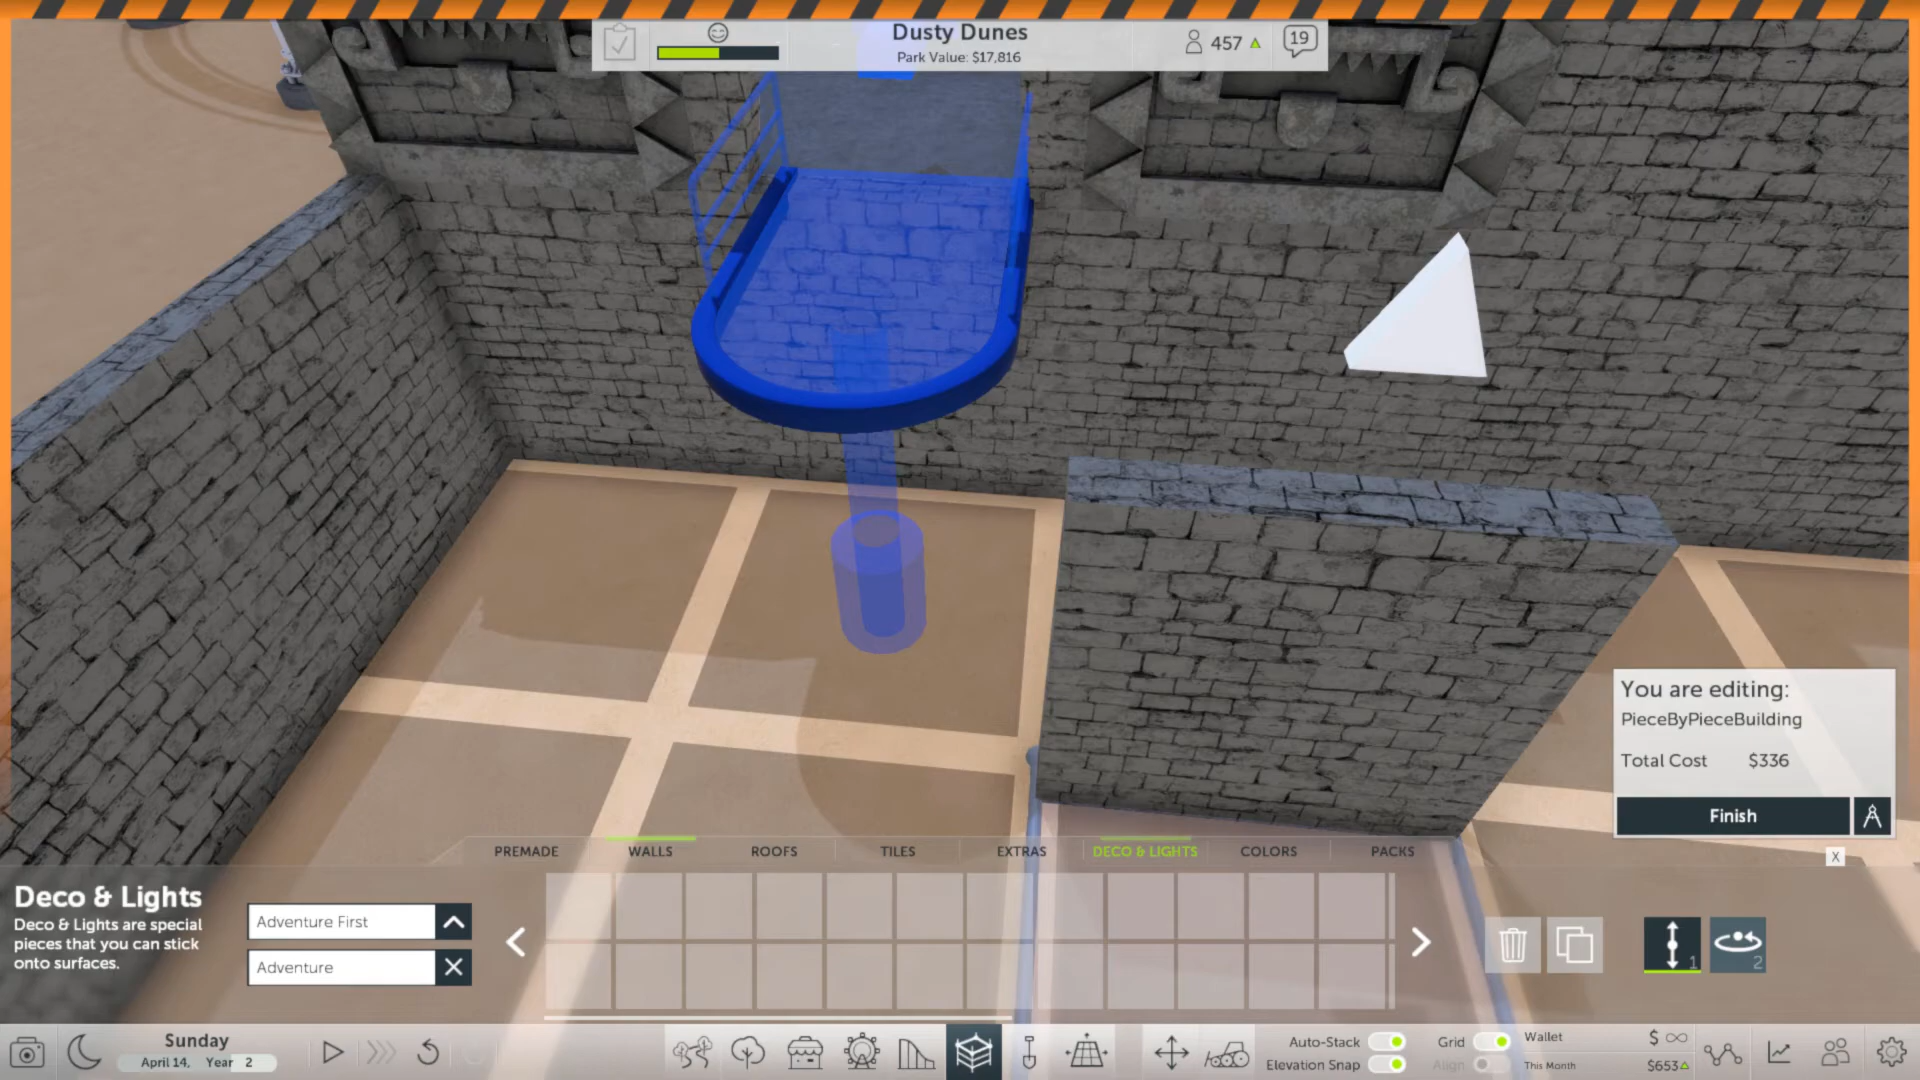 Dusty Dunes
Park Value: $17,816
457
19
You are editing:
PieceByPieceBuilding
Total Cost $336
Finish
X
PREMADE WALLS ROOFS TILES EXTRAS DECO & LIGHTS COLORS PACKS
Deco & Lights
Deco & Lights are special
pieces that you can stick
onto surfaces.
Adventure First
Adventure
1
2
Sunday
April 14, Year 2
Auto-Stack
Elevation Snap
Grid
Align
Wallet $ ∞
This Month $653